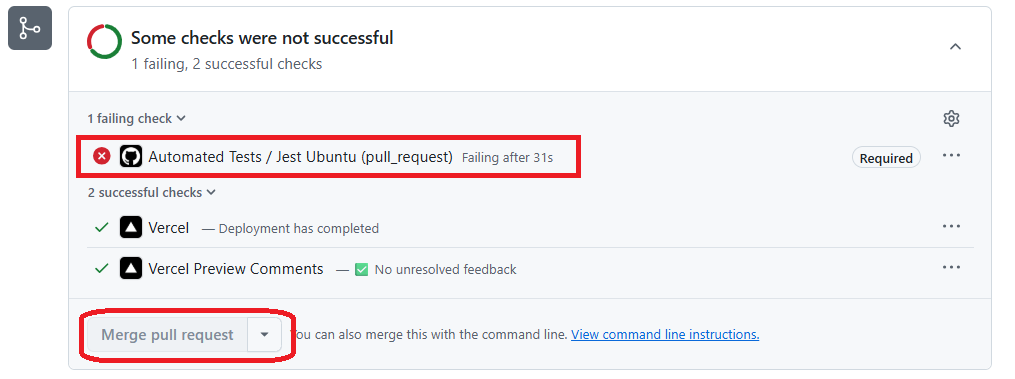 Some checks were not successful
1 failing, 2 successful checks
1 failing check
Automated Tests / Jest Ubuntu (pull_request) Failing after 31s Required
2 successful checks
Vercel — Deployment has completed
Vercel Preview Comments — ✅ No unresolved feedback
Merge pull request You can also merge this with the command line. View command line instructions.